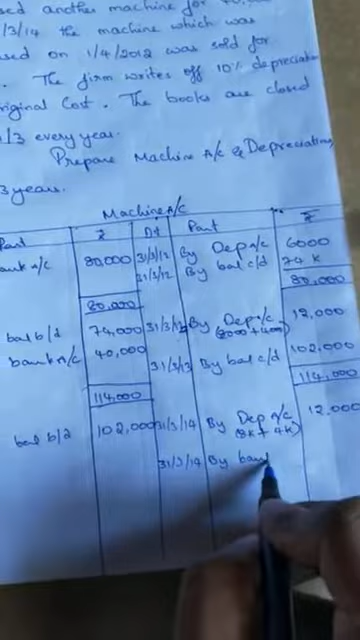 sed another machine for
/3/14 the machine which was
sed on 1/4/2012 was sold for
. The firm writes off 10% depreciation
riginal Cost. The books are closed
1/3 every year.
Prepare Machine A/c & Depreciation
3 years.
Machine A/c
Part ₹ Dt Part ₹
ank A/c 80,000 31/3/12 By Dep A/c 6000
31/3/12 By bal c/d 74 K
80,000 80,000
bal b/d 74,000 31/3/13 By Dep A/c 12,000
bank A/c 40,000 (8000+4000)
31/3/13 By bal c/d 102,000
114,000 114,000
bal b/d 102,000 31/3/14 By Dep A/c 12,000
(8K + 4K)
31/3/14 By ban